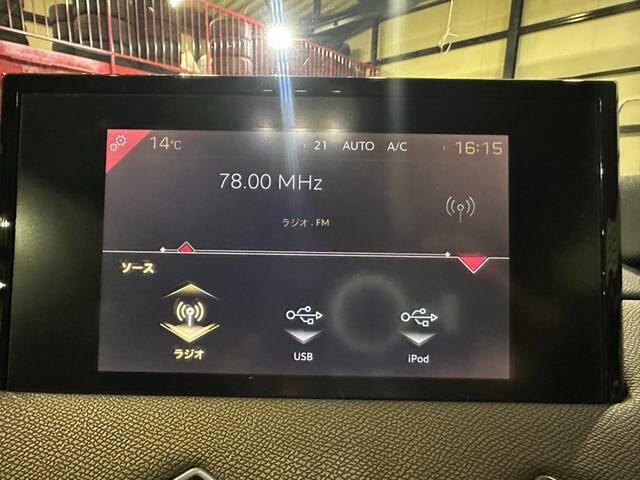 14°C 21 AUTO A/C 16:15
78.00 MHz
ラジオ . FM
ソース
ラジオ USB iPod